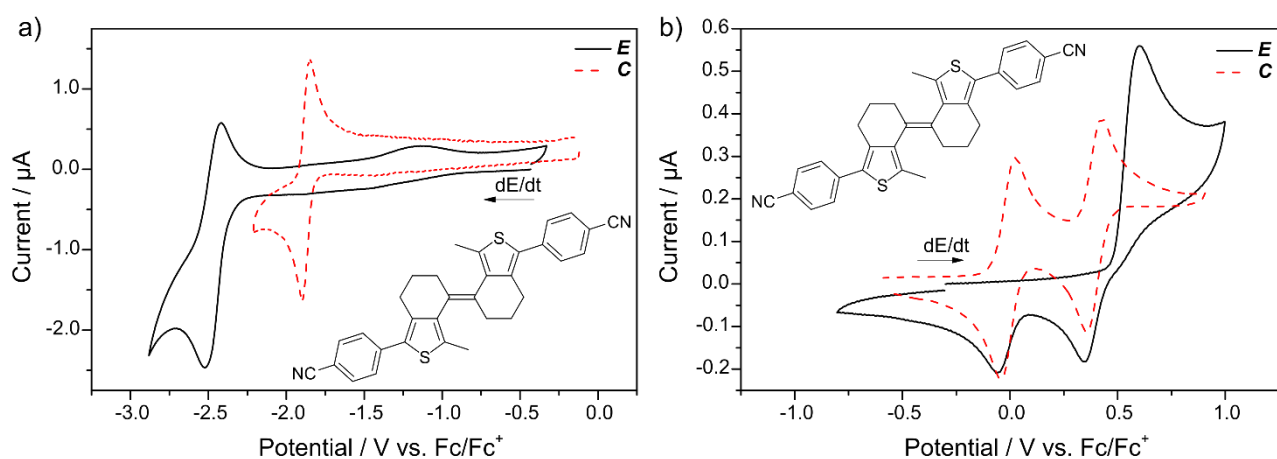 a)
E
C
1.0
0.0
-1.0
-2.0
Current / μA
dE/dt
S
CN
NC
S
-3.0 -2.5 -2.0 -1.5 -1.0 -0.5 0.0
Potential / V vs. Fc/Fc+
b)
E
C
0.6
0.5
0.4
0.3
0.2
0.1
0.0
-0.1
-0.2
Current / μA
S
CN
NC
S
dE/dt
-1.0 -0.5 0.0 0.5 1.0
Potential / V vs. Fc/Fc+